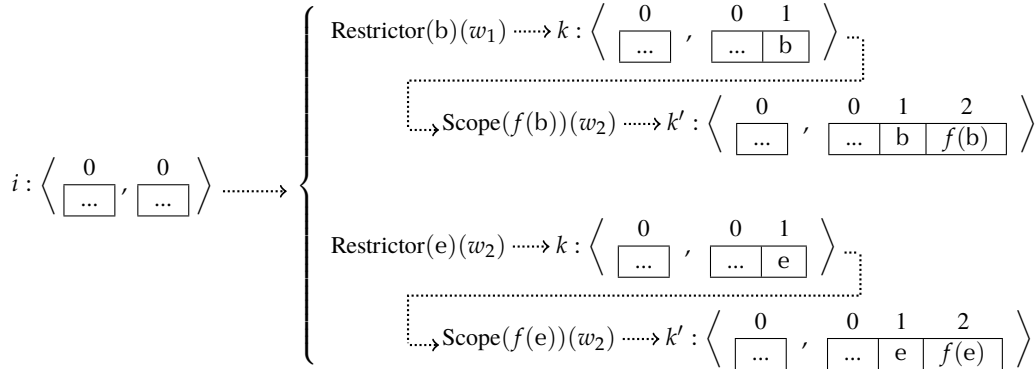 0 0 1
Restrictor(b)(w₁) ⟶ k : ⟨ ... , ... b ⟩ ...
0 0 1 2
Scope(f(b))(w₂) ⟶ k′ : ⟨ ... , ... b f(b) ⟩
0 0
i : ⟨ ... , ... ⟩ ⟶ {
0 0 1
Restrictor(e)(w₂) ⟶ k : ⟨ ... , ... e ⟩ ...
0 0 1 2
Scope(f(e))(w₂) ⟶ k′ : ⟨ ... , ... e f(e) ⟩